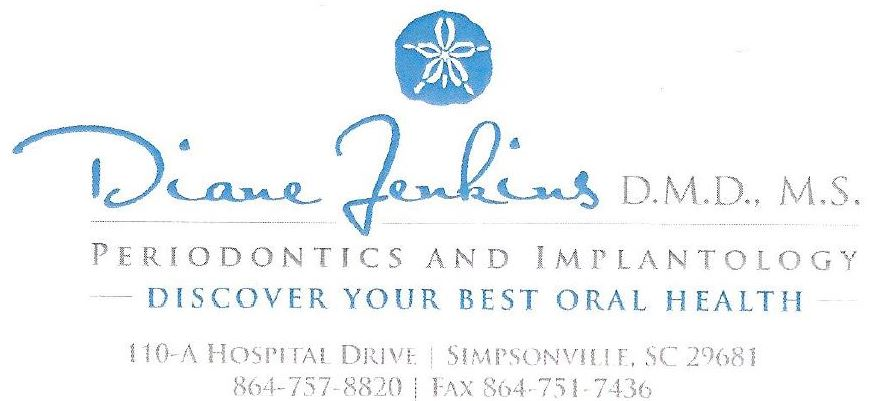 Diane Jenkins D.M.D., M.S.
PERIODONTICS AND IMPLANTOLOGY
DISCOVER YOUR BEST ORAL HEALTH
110-A HOSPITAL DRIVE | SIMPSONVILLE, SC 29681
864-757-8820 | FAX 864-751-7436